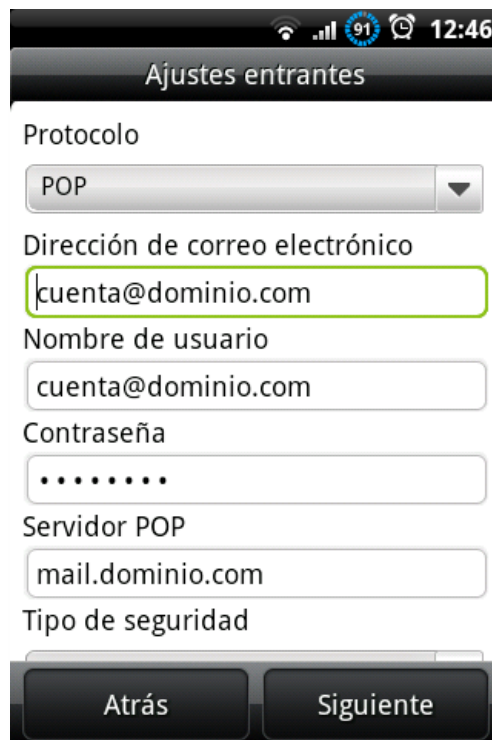 91 12:46
Ajustes entrantes
Protocolo
POP
Dirección de correo electrónico
cuenta@dominio.com
Nombre de usuario
cuenta@dominio.com
Contraseña
••••••••
Servidor POP
mail.dominio.com
Tipo de seguridad
Atrás Siguiente